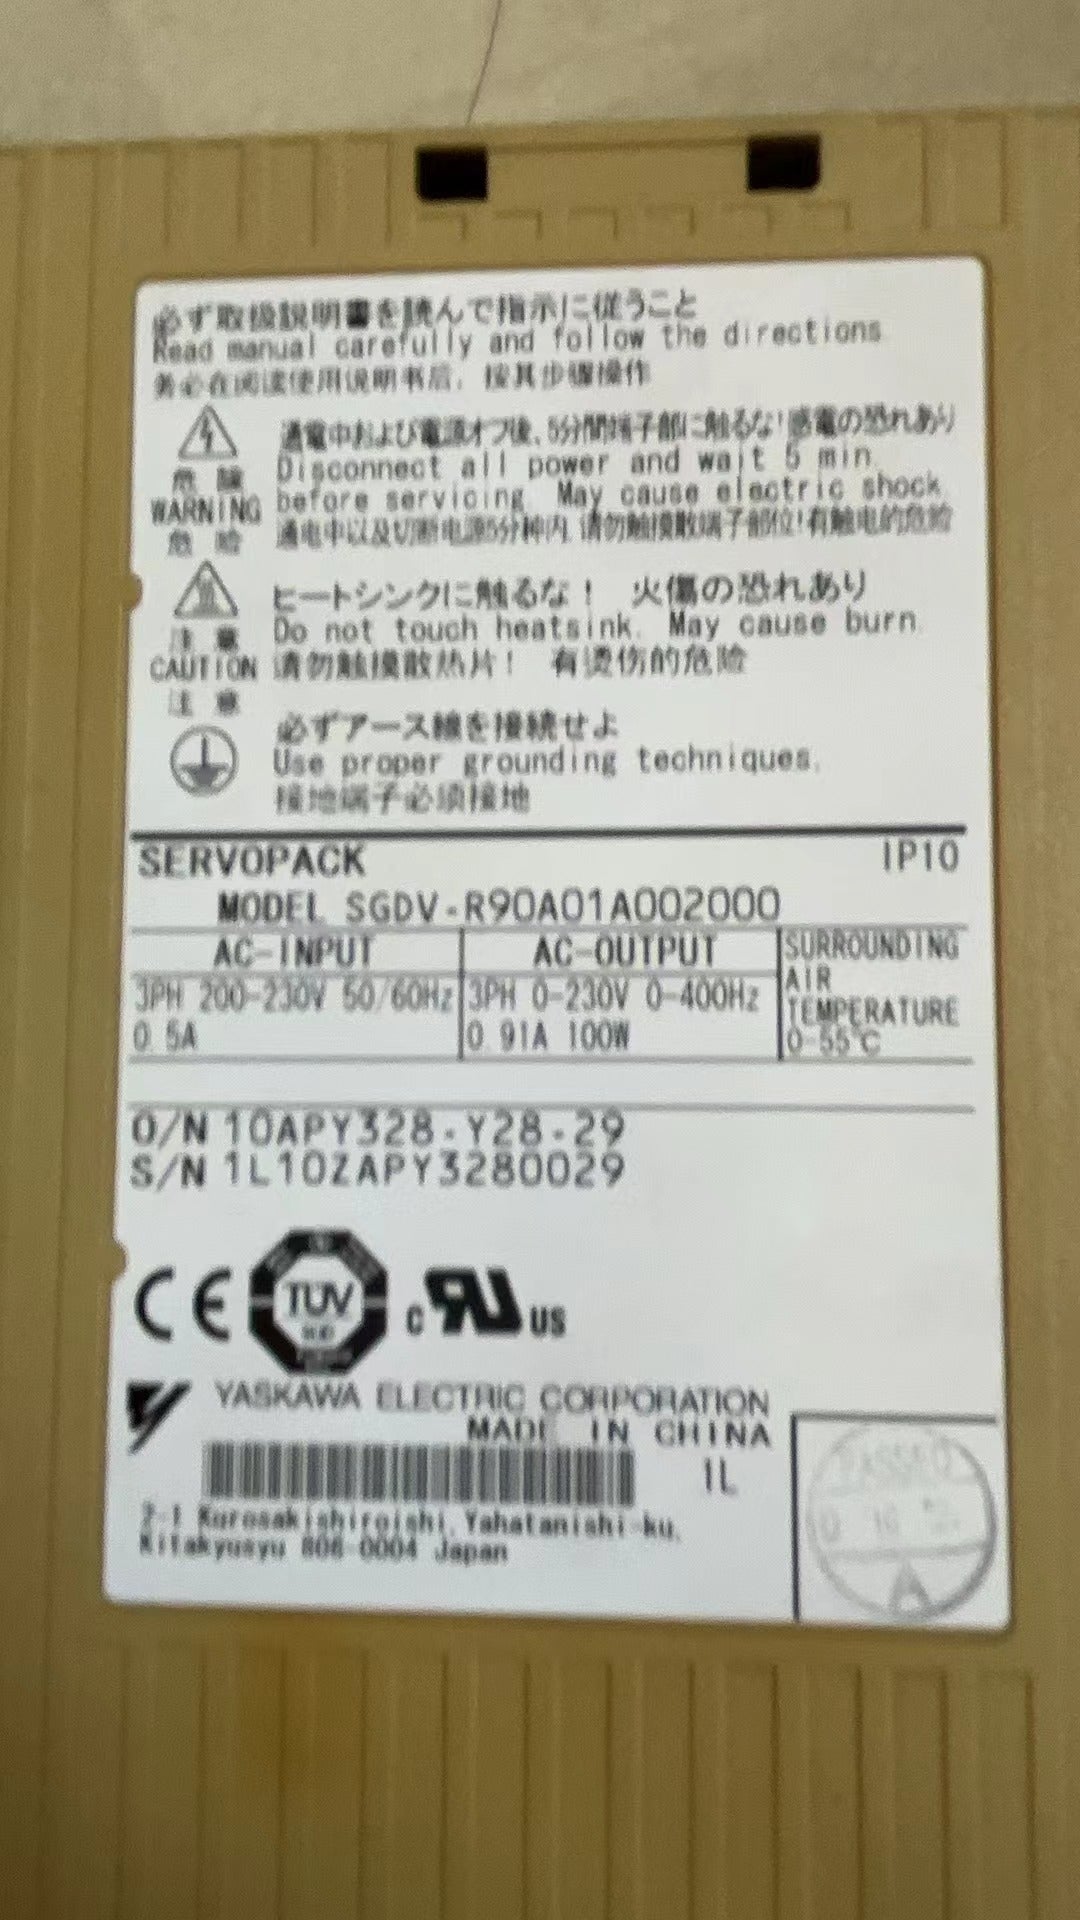 必ず取扱説明書を読んで指示に従うこと
Read manual carefully and follow the directions
务必在阅读使用说明书后，按其步骤操作
通電中および電源オフ後、5分間端子部に触るな!感電の恐れあり
危険
Disconnect all power and wait 5 min
WARNING
before servicing. May cause electric shock
危险
通电中以及切断电源5分种内,请勿触摸散端子部位!有触电的危险
ヒートシンクに触るな！ 火傷の恐れあり
注意
Do not touch heatsink. May cause burn.
CAUTION
请勿触摸散热片！ 有烫伤的危险
注意
必ずアース線を接続せよ
Use proper grounding techniques.
接地端子必须接地
SERVOPACK IP10
MODEL SGDV-R90A01A002000
AC-INPUT
3PH 200-230V 50/60Hz
0.5A
AC-OUTPUT
3PH 0-230V 0-400Hz
0.91A 100W
SURROUNDING
AIR
TEMPERATURE
0-55℃
O/N 10APY328-Y28-29
S/N 1L10ZAPY3280029
CE
TUV
c RU US
YASKAWA ELECTRIC CORPORATION
MADE IN CHINA
1L
2-1 Kurosakishiroishi, Yahatanishi-ku,
Kitakyusyu 806-0004 Japan
PASSED
A